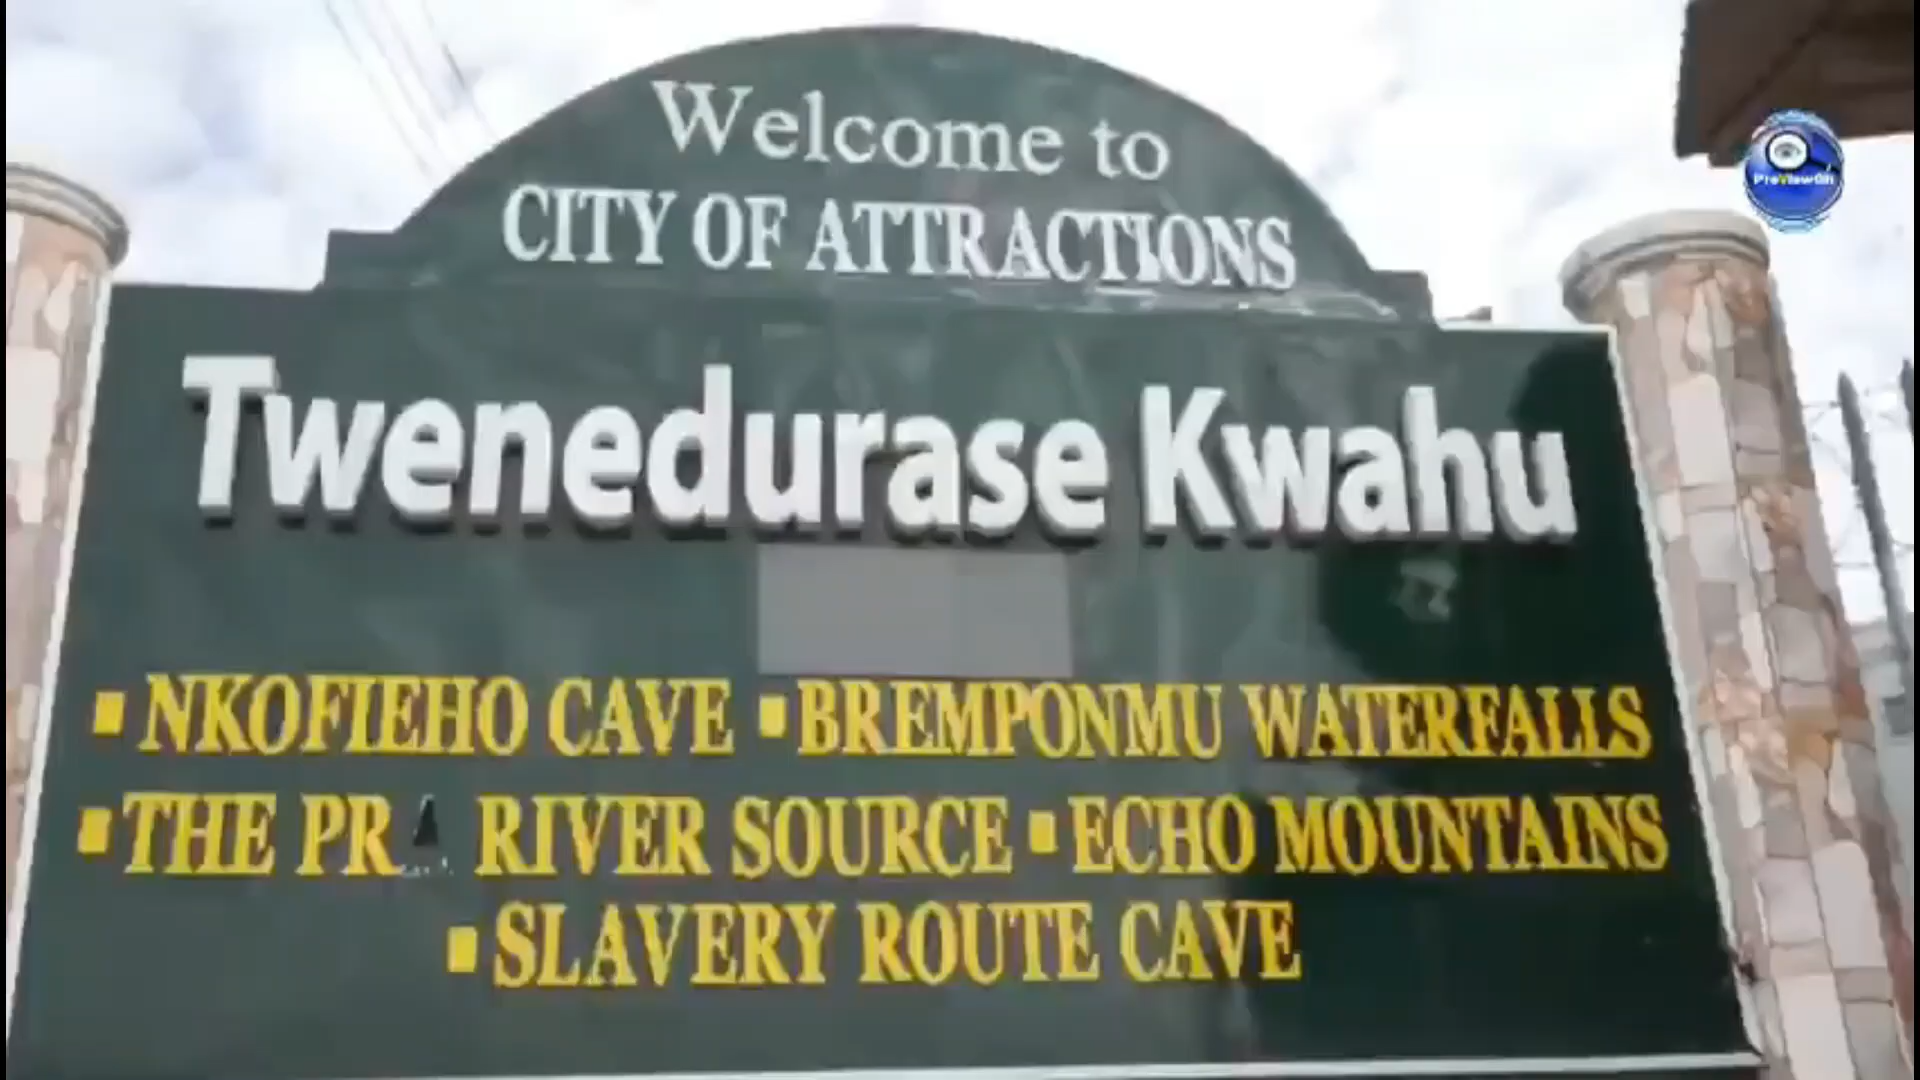 Welcome to
CITY OF ATTRACTIONS
Twenedurase Kwahu
▪ NKOFIEHO CAVE ▪ BREMPONMU WATERFALLS
▪ THE PRA RIVER SOURCE ▪ ECHO MOUNTAINS
▪ SLAVERY ROUTE CAVE